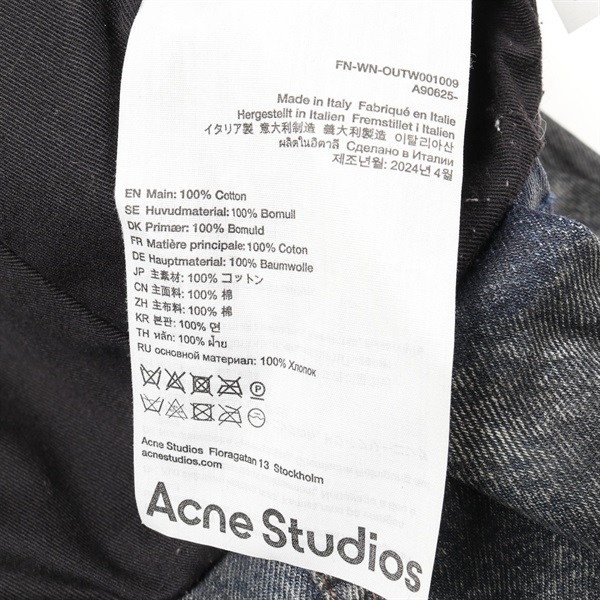 FN-WN-OUTW001009
A90625-
Made in Italy Fabriqué en Italie
Hergestellt in Italien Fremstillet i Italien
イタリア製 意大利制造 義大利製造 이탈리아산
ผลิตในอิตาลี Сделано в Италии
제조년월: 2024년 4월
EN Main: 100% Cotton
SE Huvudmaterial: 100% Bomull
DK Primær: 100% Bomuld
FR Matière principale: 100% Coton
DE Hauptmaterial: 100% Baumwolle
JP 主素材: 100% コットン
CN 主面料: 100% 棉
ZH 主布料: 100% 棉
KR 본판: 100% 면
TH หลัก: 100% ฝ้าย
RU основной материал: 100% Хлопок
Acne Studios Floragatan 13 Stockholm
acnestudios.com
Acne Studios